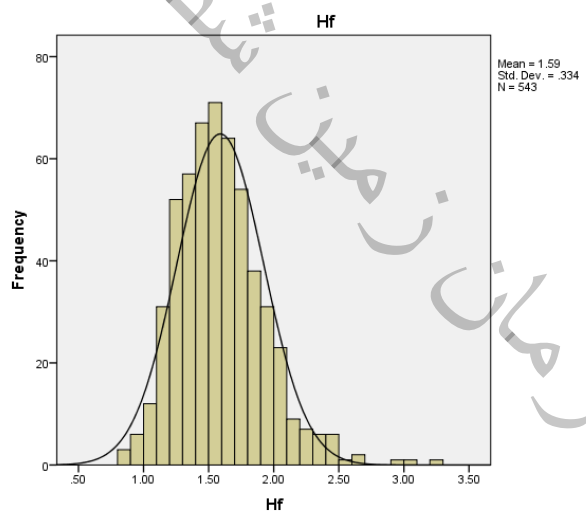 Hf
Mean = 1.59
Std. Dev. = .334
N = 543
80
60
40
20
0
Frequency
.50 1.00 1.50 2.00 2.50 3.00 3.50
Hf
زمین